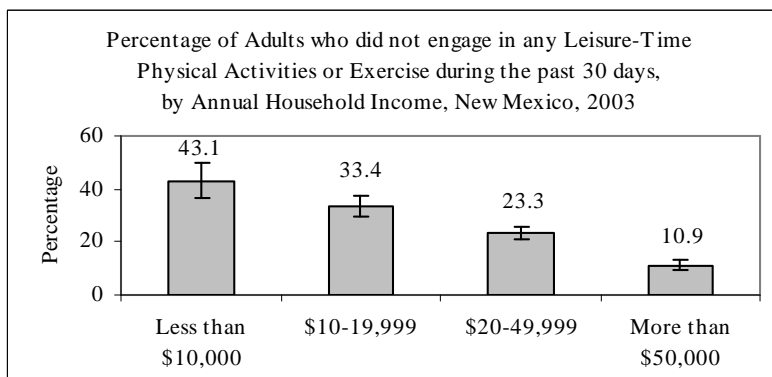 Percentage of Adults who did not engage in any Leisure-Time
Physical Activities or Exercise during the past 30 days,
by Annual Household Income, New Mexico, 2003
Percentage
60
40
20
0
43.1
33.4
23.3
10.9
Less than
$10,000
$10-19,999
$20-49,999
More than
$50,000